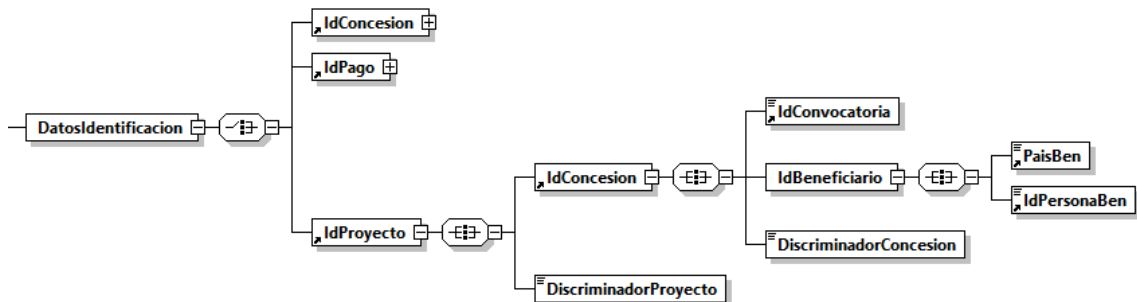 IdConcesion
IdPago
DatosIdentificacion
IdConvocatoria
PaisBen
IdConcesion
IdBeneficiario
IdPersonaBen
IdProyecto
DiscriminadorConcesion
DiscriminadorProyecto